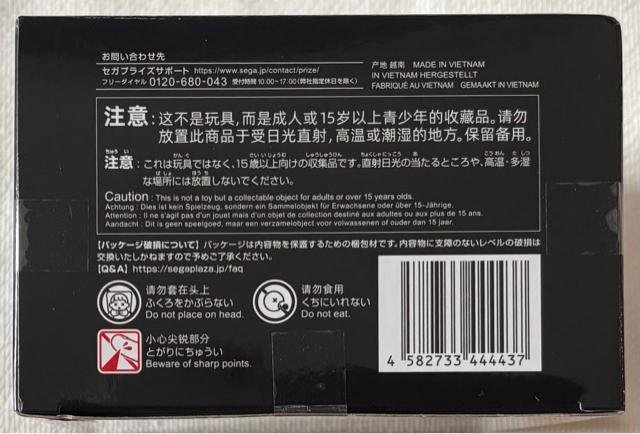 お問い合わせ先
セガプライズサポート https://www.sega.jp/contact/prize/
フリーダイヤル 0120-680-043 受付時間10:00~17:00(弊社指定休日を除く)
产地 越南 MADE IN VIETNAM
IN VIETNAM HERGESTELLT
FABRIQUÉ AU VIETNAM GEMAAKT IN VIETNAM
注意:这不是玩具,而是成人或15岁以上青少年的收藏品。请勿
放置此商品于受日光直射,高温或潮湿的地方。保留备用。
注意:これは玩具ではなく、15歳以上向けの収集品です。直射日光の当たるところや、高温・多湿
な場所には放置しないでください。
Caution : This is not a toy but a collectable object for adults or over 15 years olds.
Achtung : Dies ist kein Spielzeug, sondern ein Sammelobjekt für Erwachsene oder über 15-Jährige.
Attention : Il ne s'agit pas d'un jouet mais d'un objet de collection destiné aux adultes ou aux plus de 15 ans.
Aandacht : Dit is geen speelgoed, maar een verzamelobject voor volwassenen of ouder dan 15 jaar.
【パッケージ破損について】パッケージは内容物を保護するための梱包材です。内容物に支障のないレベルの破損は
交換いたしかねますので予めご了承ください。
【Q&A】https://segaplaza.jp/faq
请勿套在头上
ふくろをかぶらない
Do not place on head.
请勿食用
くちにいれない
Do not eat.
小心尖锐部分
とがりにちゅうい
Beware of sharp points.
4 582733 444437